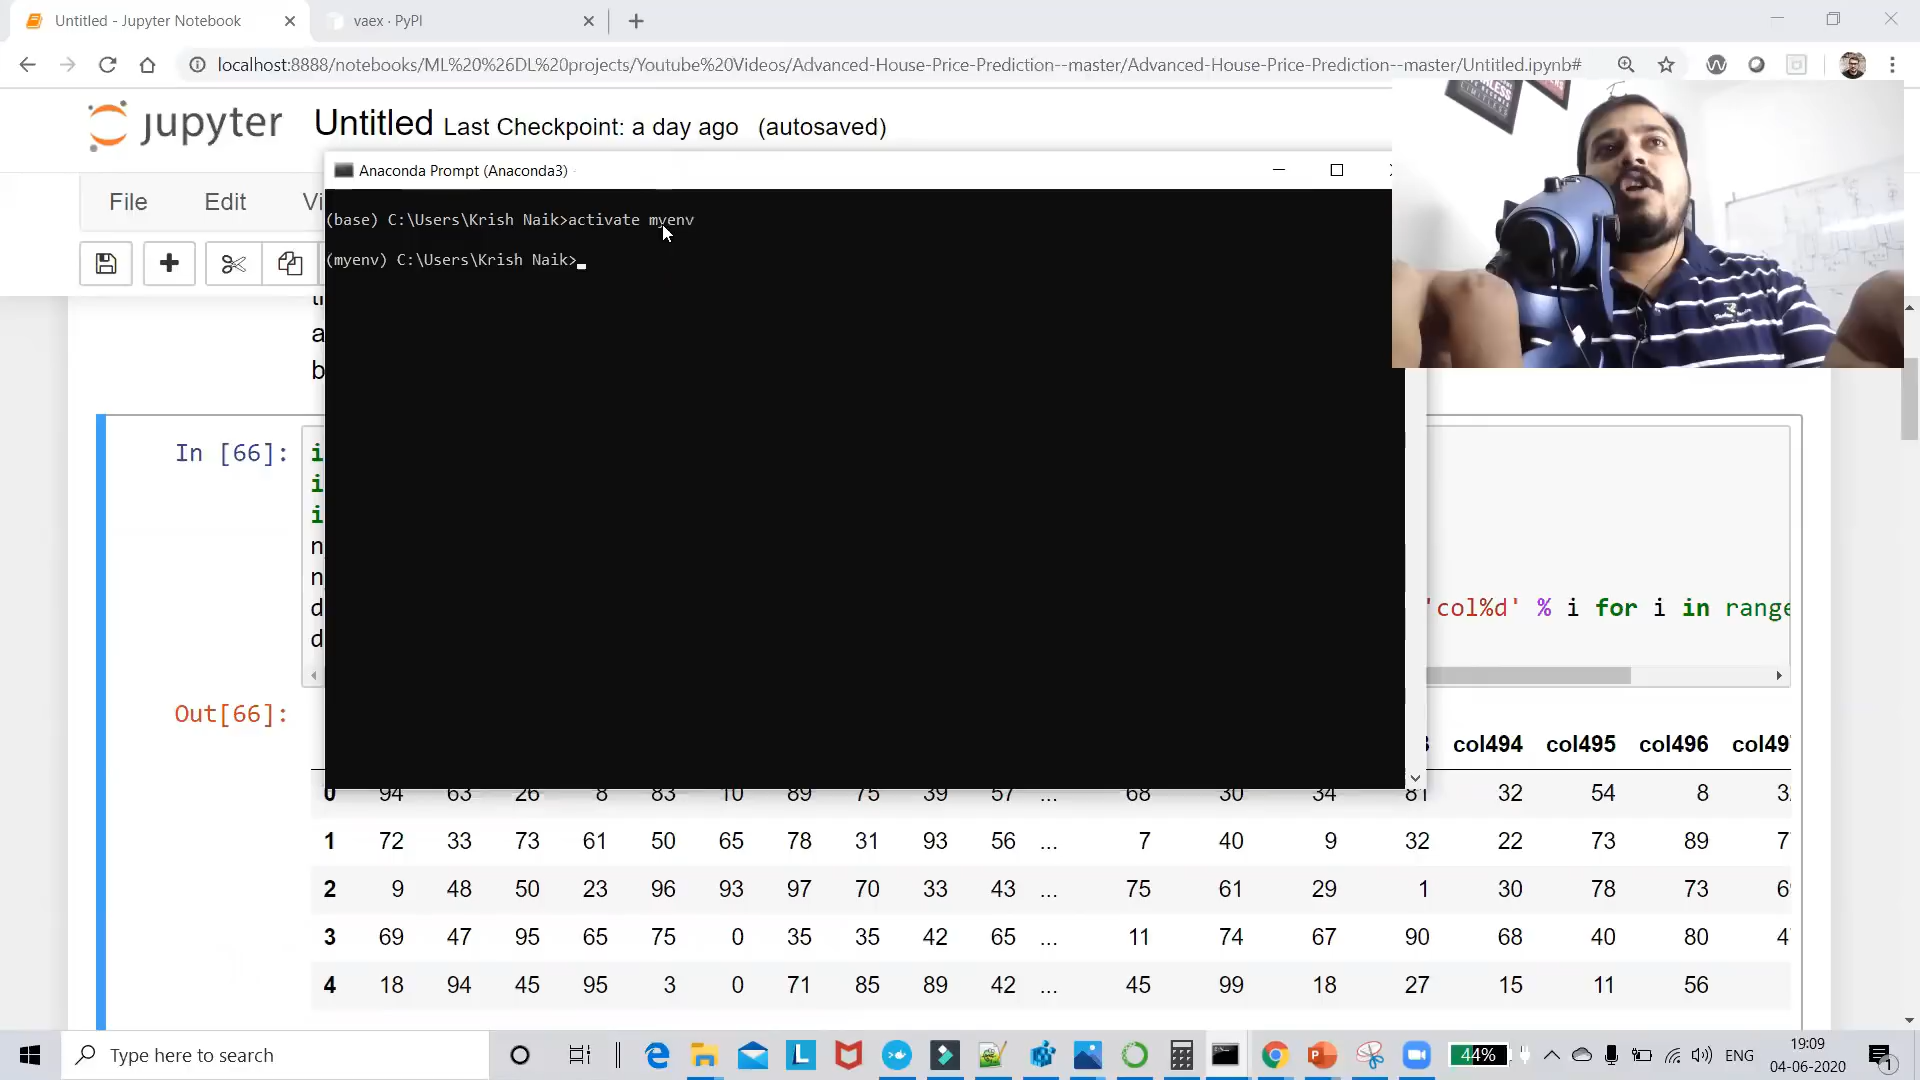 Untitled - Jupyter Notebook
vaex · PyPI
localhost:8888/notebooks/ML%20%26DL%20projects/Youtube%20Videos/Advanced-House-Price-Prediction--master/Advanced-House-Price-Prediction--master/Untitled.ipynb#
jupyter Untitled Last Checkpoint: a day ago (autosaved)
Anaconda Prompt (Anaconda3)
File Edit Vi
(base) C:\Users\Krish Naik>activate myenv
(myenv) C:\Users\Krish Naik>
a
b
In [66]: i
i
i
n
n
d 'col%d' % i for i in range
d
Out[66]:
col494 col495 col496 col49
0 94 63 26 8 83 10 89 75 39 57 ... 68 30 34 81 32 54 8 3
1 72 33 73 61 50 65 78 31 93 56 ... 7 40 9 32 22 73 89 7
2 9 48 50 23 96 93 97 70 33 43 ... 75 61 29 1 30 78 73 6
3 69 47 95 65 75 0 35 35 42 65 ... 11 74 67 90 68 40 80 4
4 18 94 45 95 3 0 71 85 89 42 ... 45 99 18 27 15 11 56
Type here to search
44%
ENG
19:09
04-06-2020
1